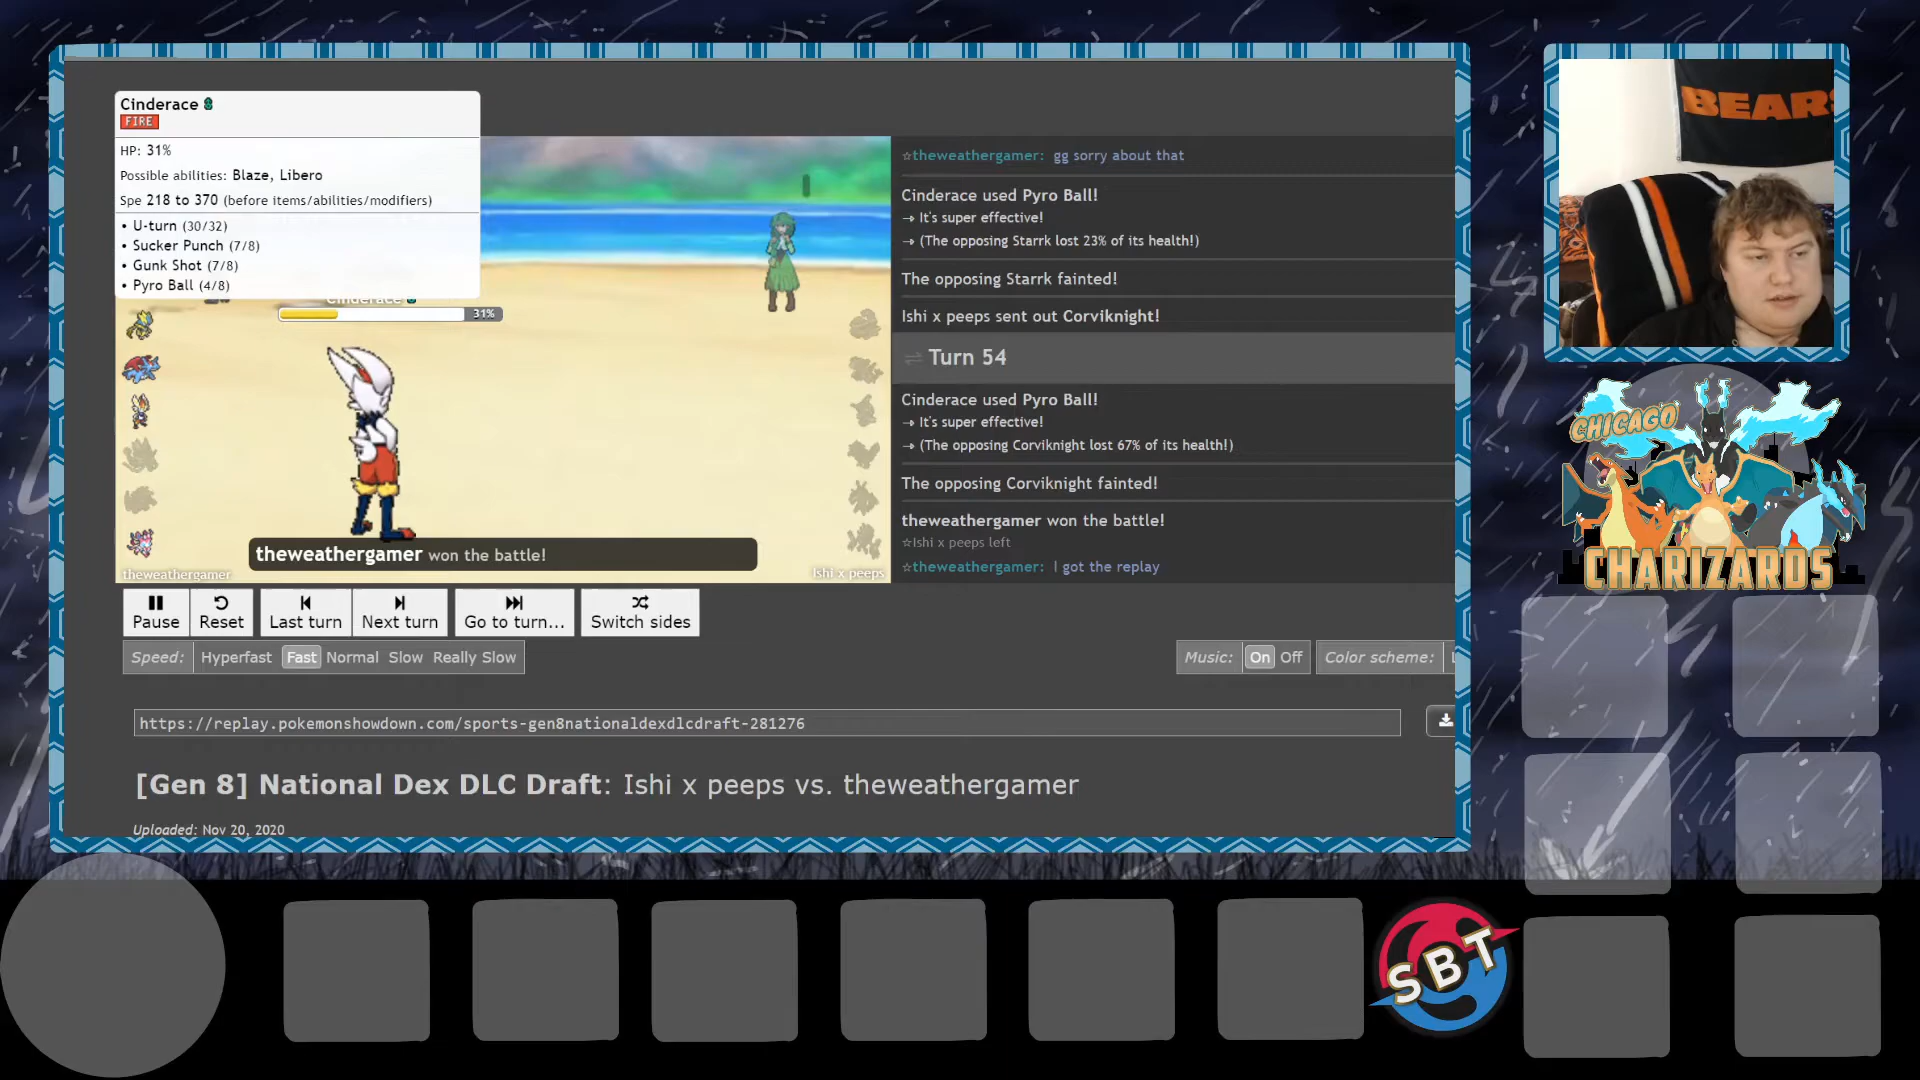 Cinderace
FIRE
HP: 31%
Possible abilities: Blaze, Libero
Spe 218 to 370 (before items/abilities/modifiers)
• U-turn (30/32)
• Sucker Punch (7/8)
• Gunk Shot (7/8)
• Pyro Ball (4/8)
Cinderace
31%
theweathergamer won the battle!
theweathergamer
Ishi x peeps
☆theweathergamer: gg sorry about that
Cinderace used Pyro Ball!
→ It's super effective!
→ (The opposing Starrk lost 23% of its health!)
The opposing Starrk fainted!
Ishi x peeps sent out Corviknight!
Turn 54
Cinderace used Pyro Ball!
→ It's super effective!
→ (The opposing Corviknight lost 67% of its health!)
The opposing Corviknight fainted!
theweathergamer won the battle!
☆Ishi x peeps left
☆theweathergamer: I got the replay
Pause
Reset
Last turn
Next turn
Go to turn...
Switch sides
Speed: Hyperfast Fast Normal Slow Really Slow
Music: On Off
Color scheme:
https://replay.pokemonshowdown.com/sports-gen8nationaldexdlcdraft-281276
[Gen 8] National Dex DLC Draft: Ishi x peeps vs. theweathergamer
Uploaded: Nov 20, 2020
BEARS
CHICAGO
CHARIZARDS
SBT